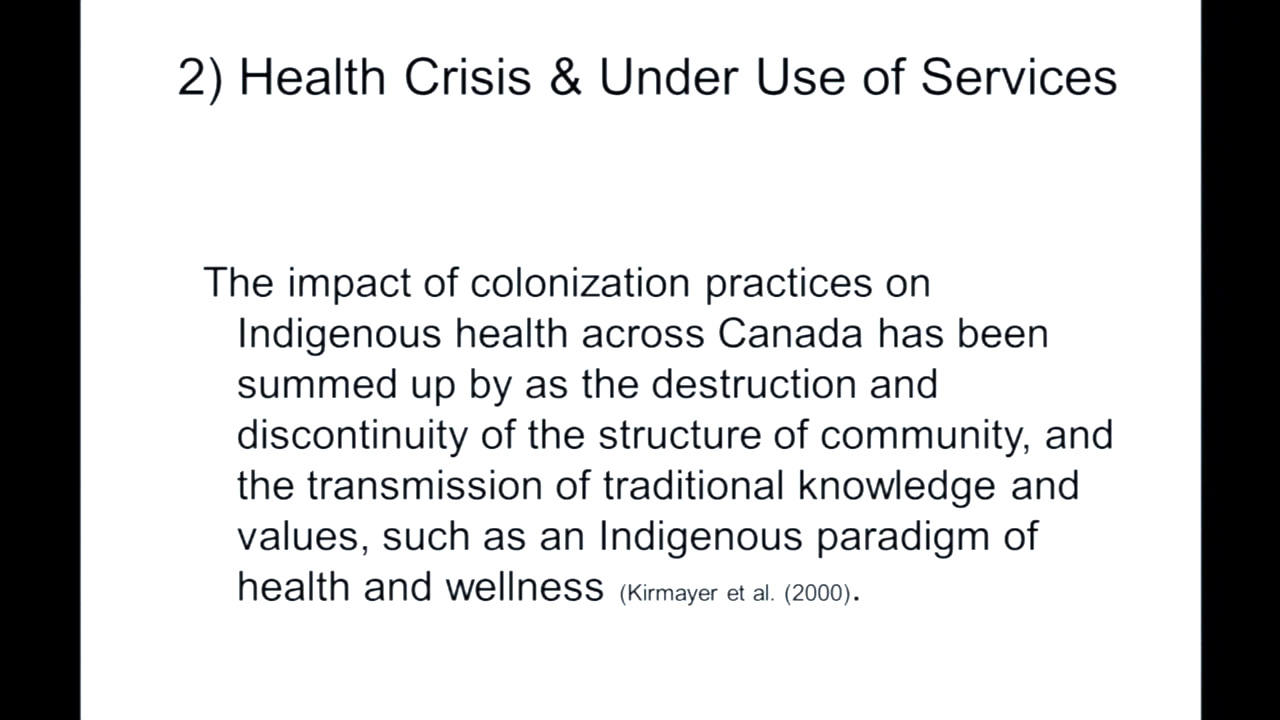 2) Health Crisis & Under Use of Services
The impact of colonization practices on
Indigenous health across Canada has been
summed up by as the destruction and
discontinuity of the structure of community, and
the transmission of traditional knowledge and
values, such as an Indigenous paradigm of
health and wellness (Kirmayer et al. (2000).